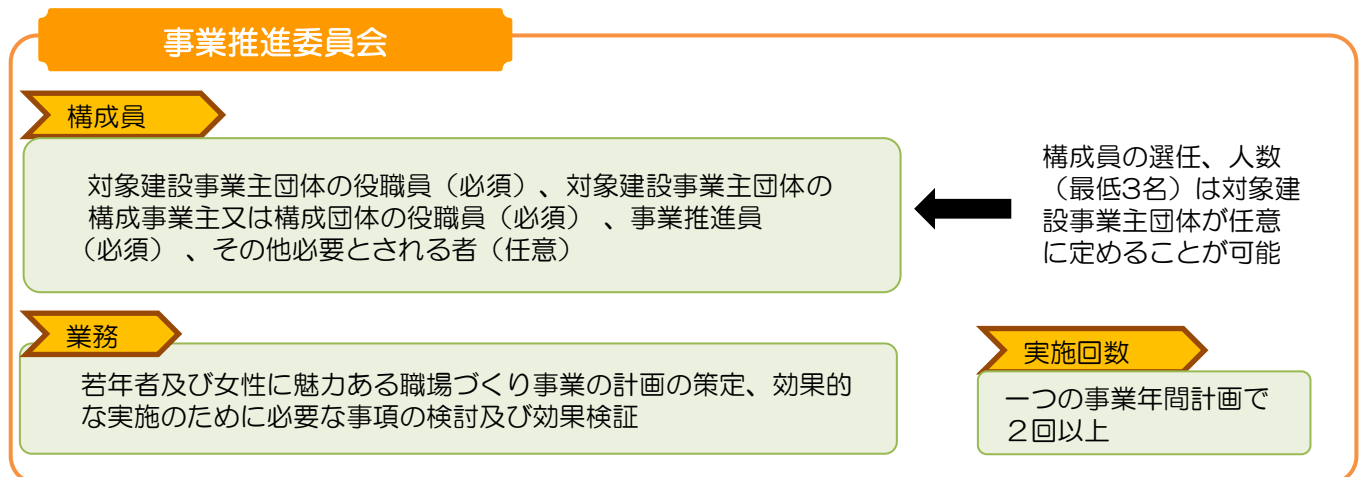 事業推進委員会
構成員
対象建設事業主団体の役職員（必須）、対象建設事業主団体の
構成事業主又は構成団体の役職員（必須） 、事業推進員
（必須） 、その他必要とされる者（任意）
構成員の選任、人数
（最低3名）は対象建
設事業主団体が任意
に定めることが可能
業務
若年者及び女性に魅力ある職場づくり事業の計画の策定、効果的
な実施のために必要な事項の検討及び効果検証
実施回数
一つの事業年間計画で
２回以上